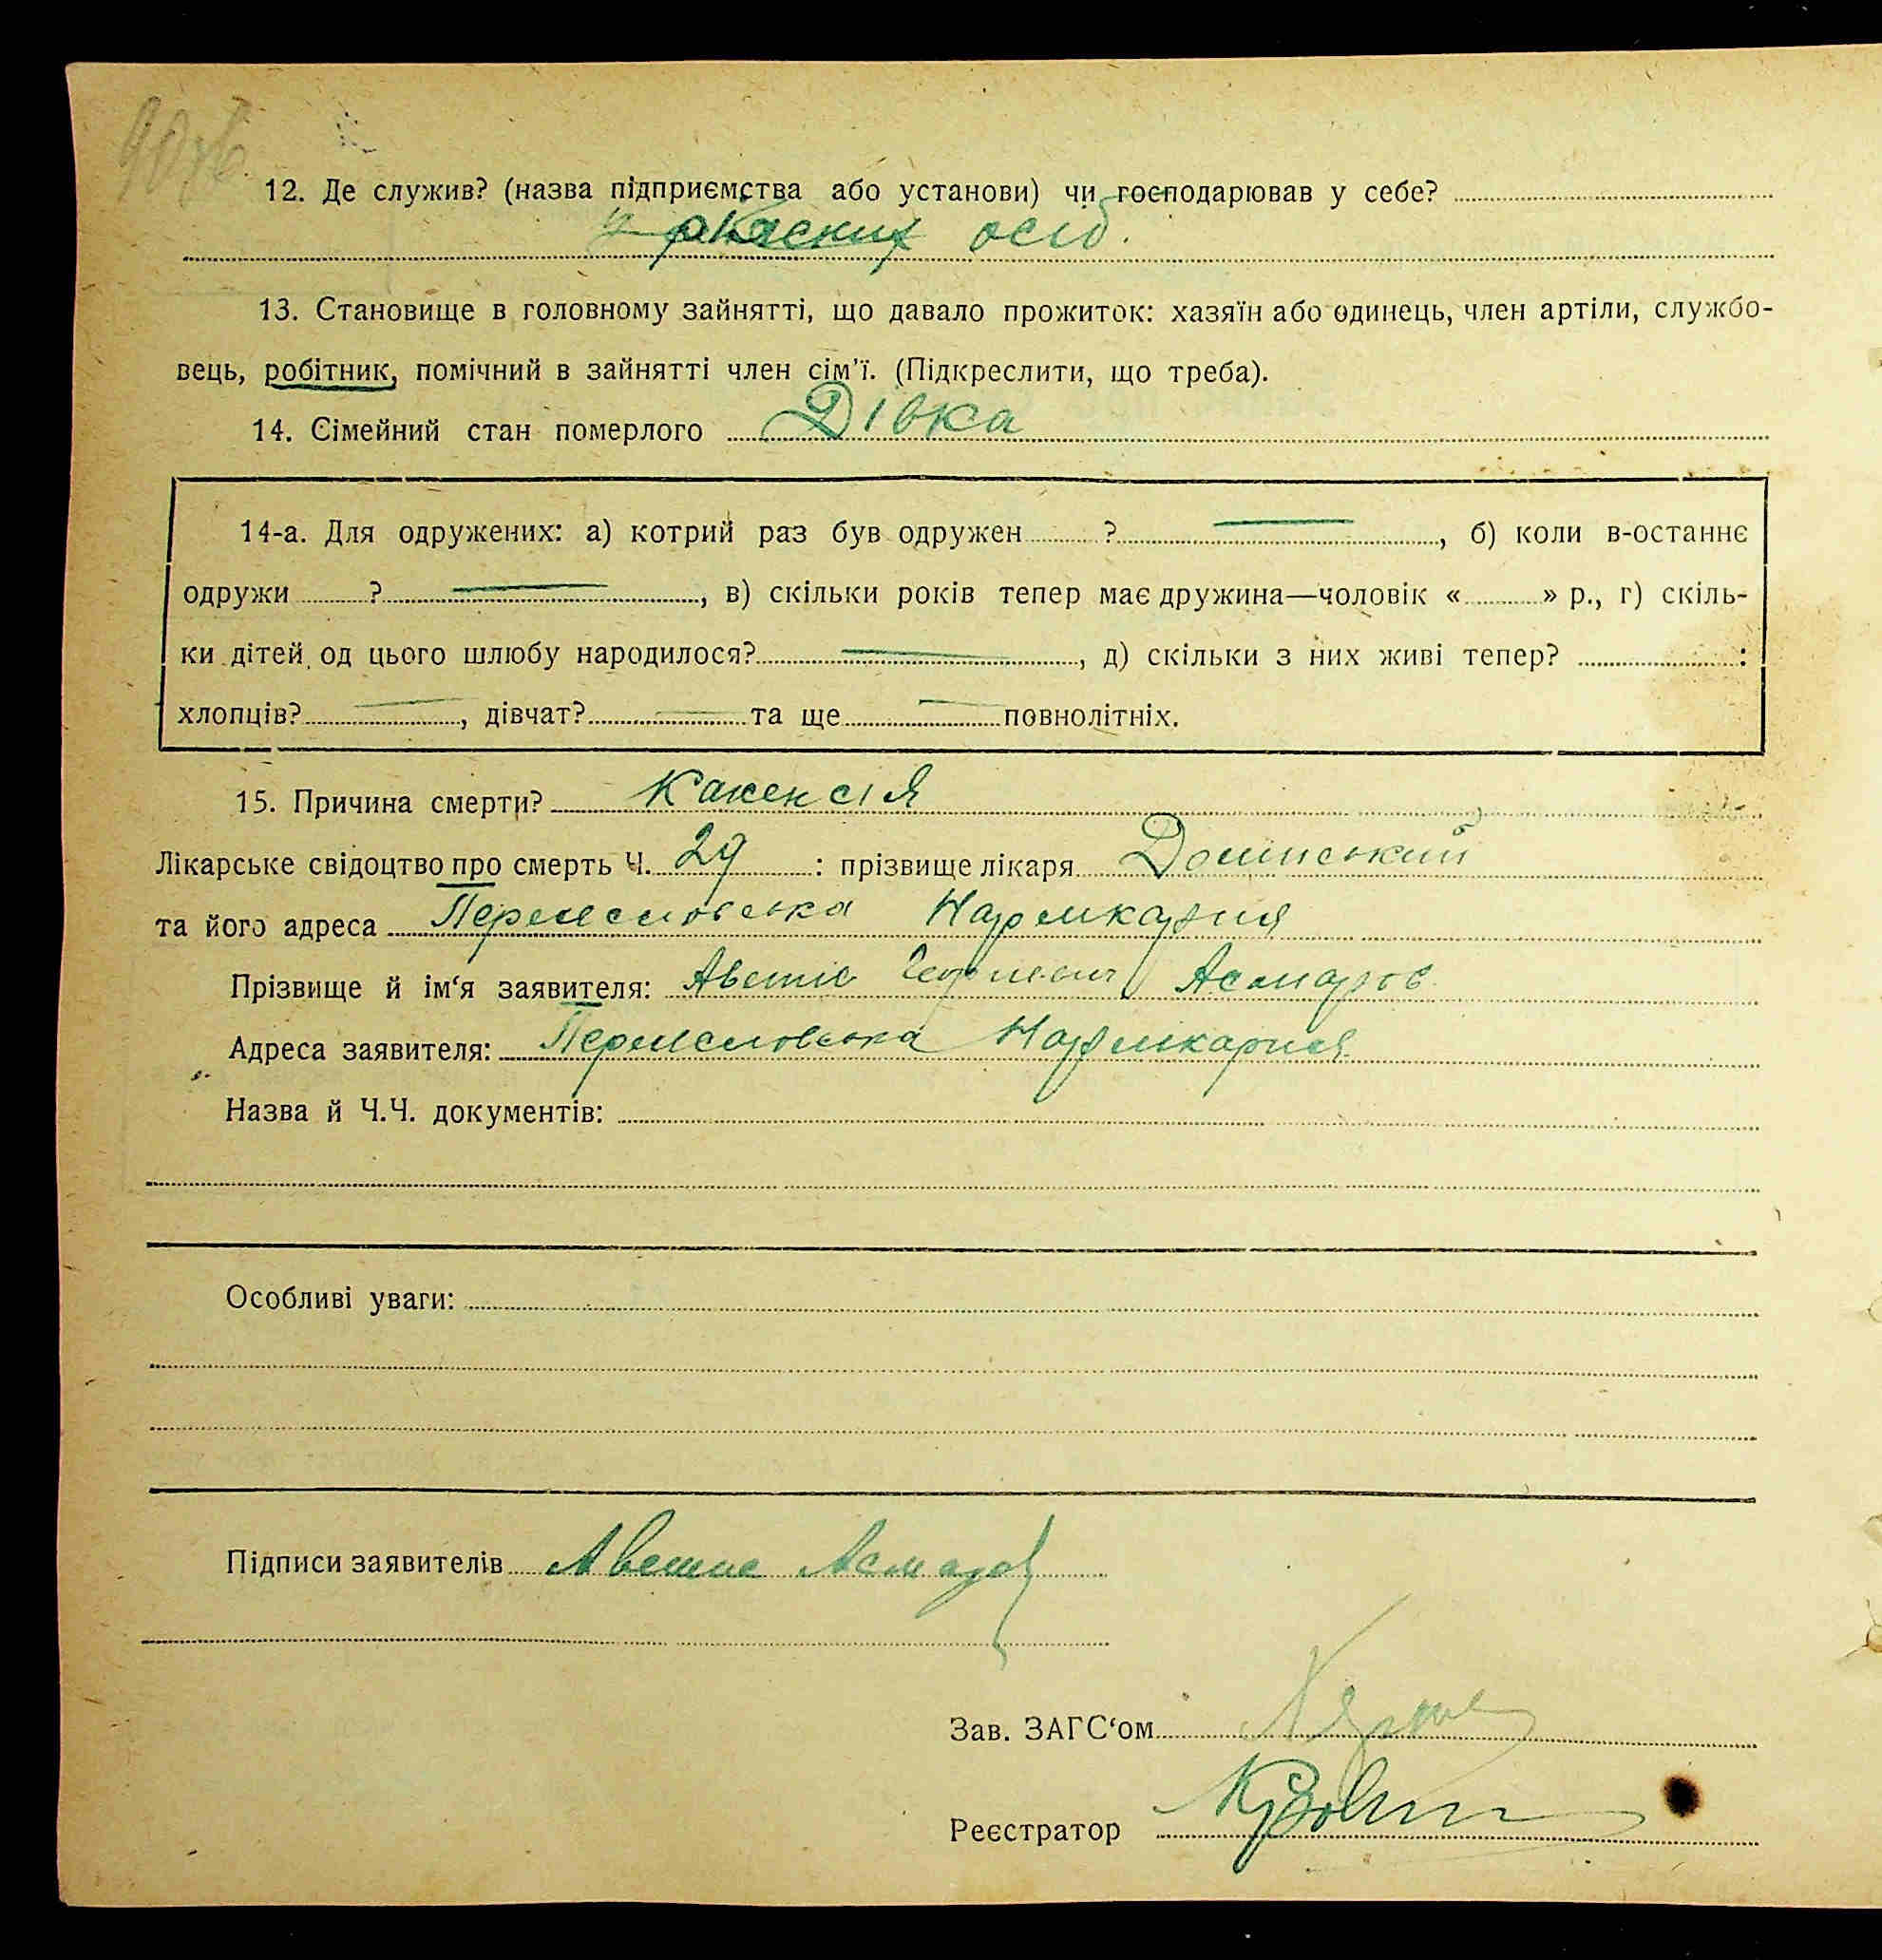 12. Де служив? (назва підприємства або установи) чи господарював у себе?
осіб.
13. Становище в головному зайнятті, що давало прожиток: хазяїн або одинець, член артіли, службо-
вець, робітник, помічний в зайнятті член сім'ї. (Підкреслити, що треба).
14. Сімейний стан померлого Дівка
14-а. Для одружених: а) котрий раз був одружен ? , б) коли в-останнє
одружи ? , в) скільки років тепер має дружина—чоловік « » р., г) скіль-
ки дітей од цього шлюбу народилося? , д) скільки з них живі тепер? :
хлопців? , дівчат? та ще повнолітніх.
15. Причина смерти?
Лікарське свідоцтво про смерть Ч. 29 : прізвище лікаря
та його адреса
Прізвище й ім'я заявителя: Аветіс
Адреса заявителя:
Назва й Ч.Ч. документів:
Особливі уваги:
Підписи заявителів Аветис
Зав. ЗАГС'ом
Реєстратор